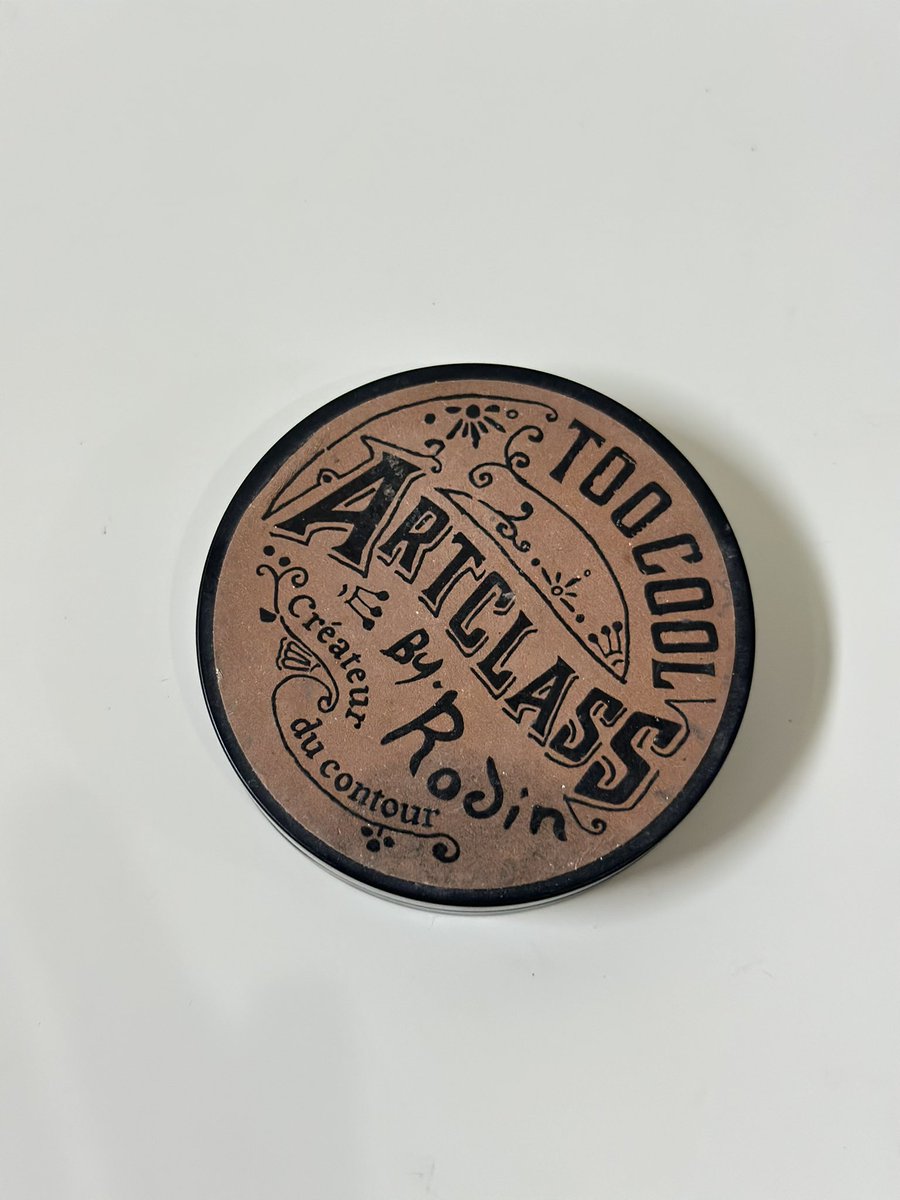 TOO COOL
ARTCLASS
By. Rodin
Créateur
du contour